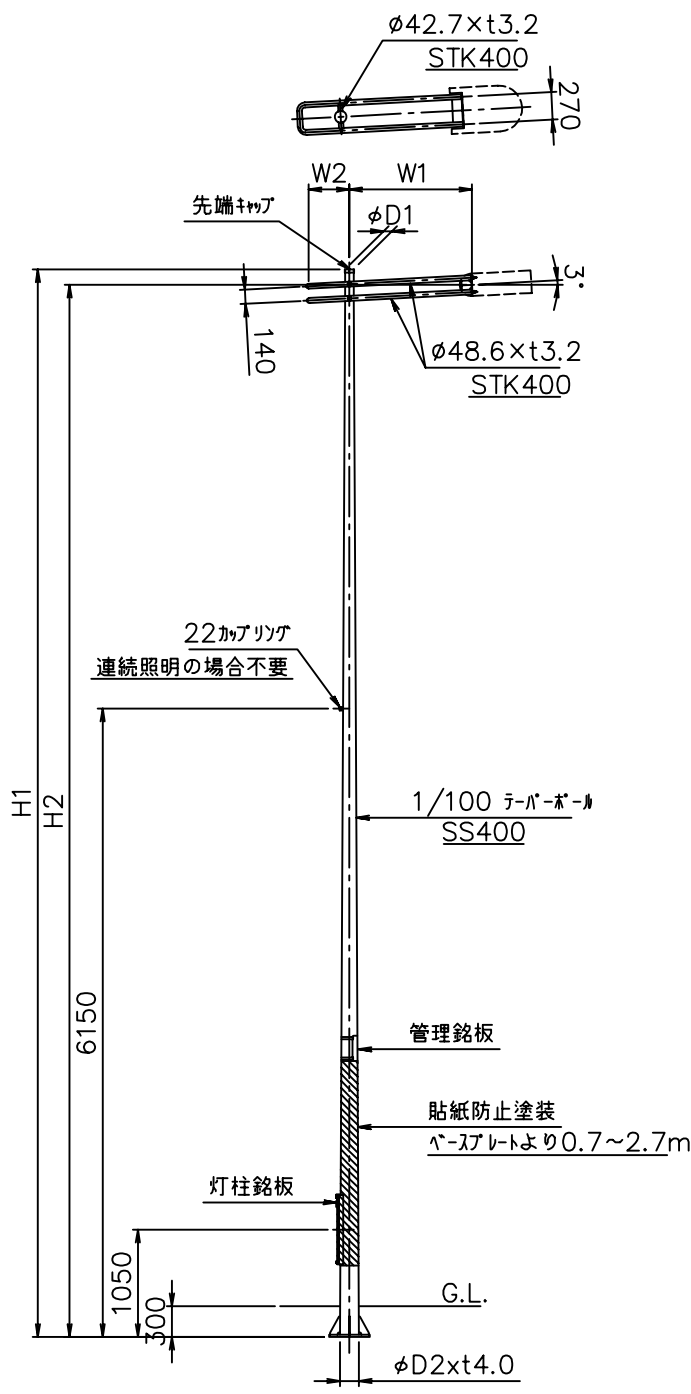 φ42.7×t3.2
STK400
270
W2
W1
先端キャップ
φD1
3°
140
φ48.6×t3.2
STK400
22カップリング
連続照明の場合不要
H1
H2
1/100 テーパーポール
SS400
6150
管理銘板
貼紙防止塗装
ベースプレートより0.7~2.7m
灯柱銘板
1050
300
G.L.
φD2xt4.0